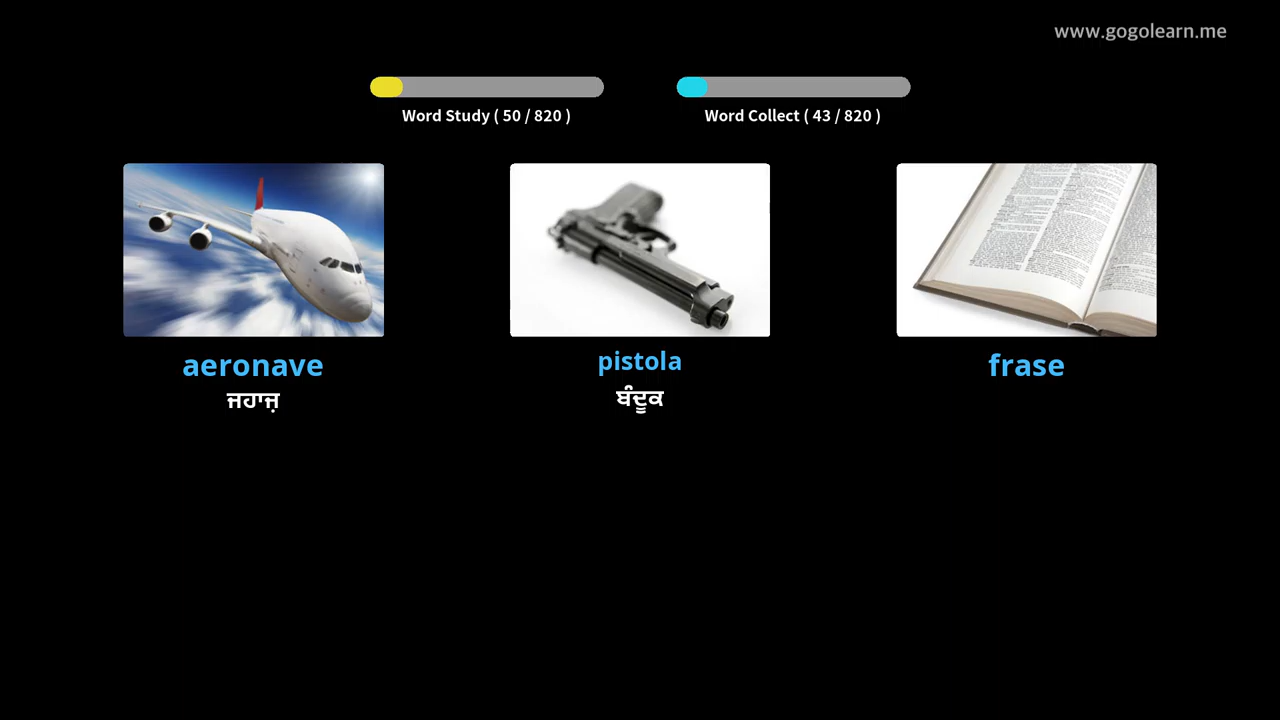 www.gogolearn.me
Word Study ( 50 / 820 )
Word Collect ( 43 / 820 )
aeronave
ਜਹਾਜ਼
pistola
ਬੰਦੂਕ
frase